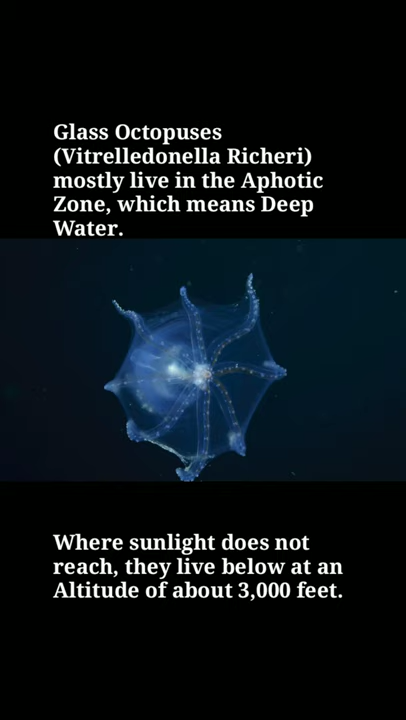 Glass Octopuses
(Vitrelledonella Richeri)
mostly live in the Aphotic
Zone, which means Deep
Water.
Where sunlight does not
reach, they live below at an
Altitude of about 3,000 feet.